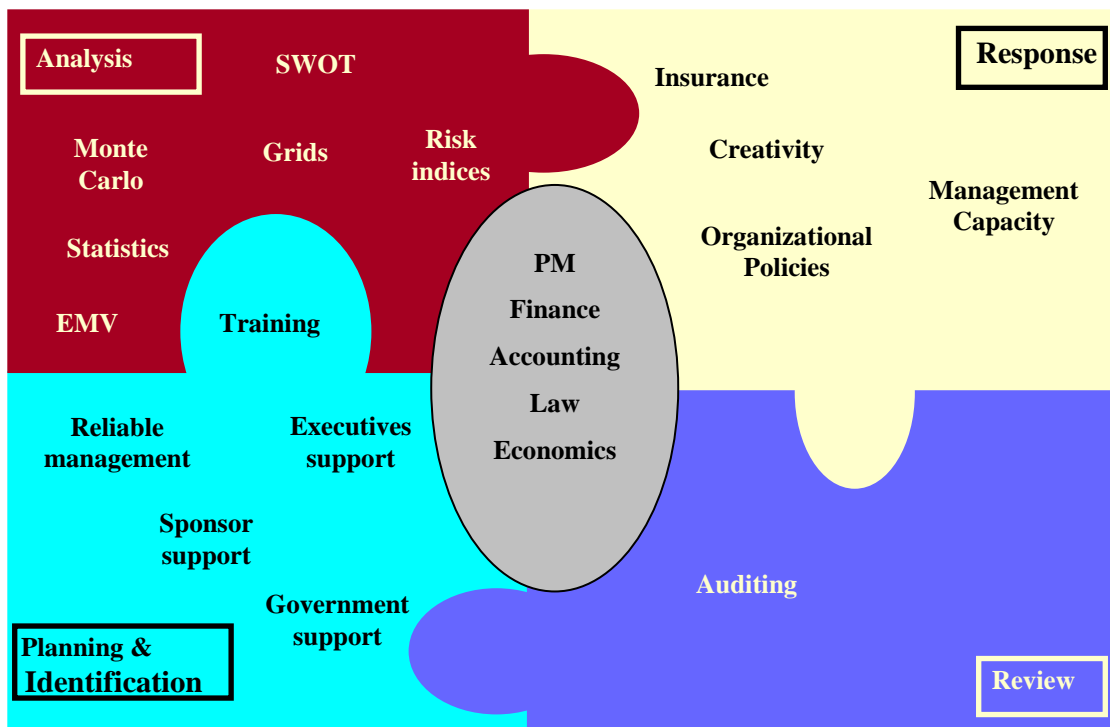 Analysis
SWOT
Monte
Carlo
Grids
Risk
indices
Statistics
EMV
Training
Response
Insurance
Creativity
Management
Capacity
Organizational
Policies
PM
Finance
Accounting
Law
Economics
Reliable
management
Executives
support
Sponsor
support
Government
support
Planning &
Identification
Auditing
Review